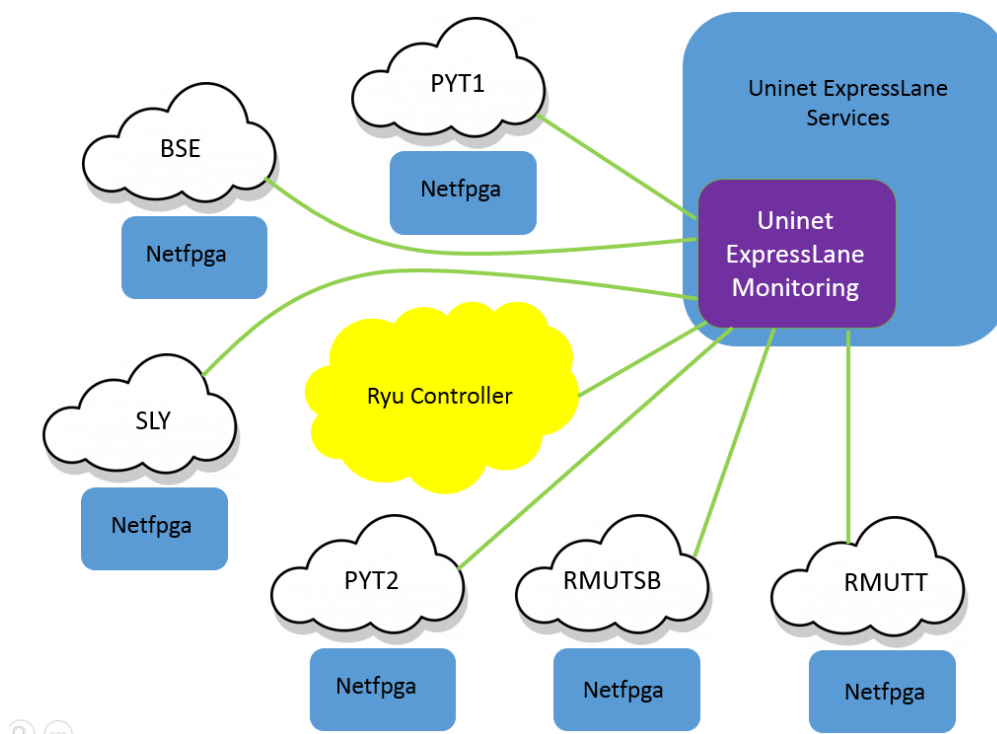 PYT1
Uninet ExpressLane
Services
BSE
Netfpga
Netfpga
Uninet
ExpressLane
Monitoring
Ryu Controller
SLY
Netfpga
PYT2
RMUTSB
RMUTT
Netfpga
Netfpga
Netfpga